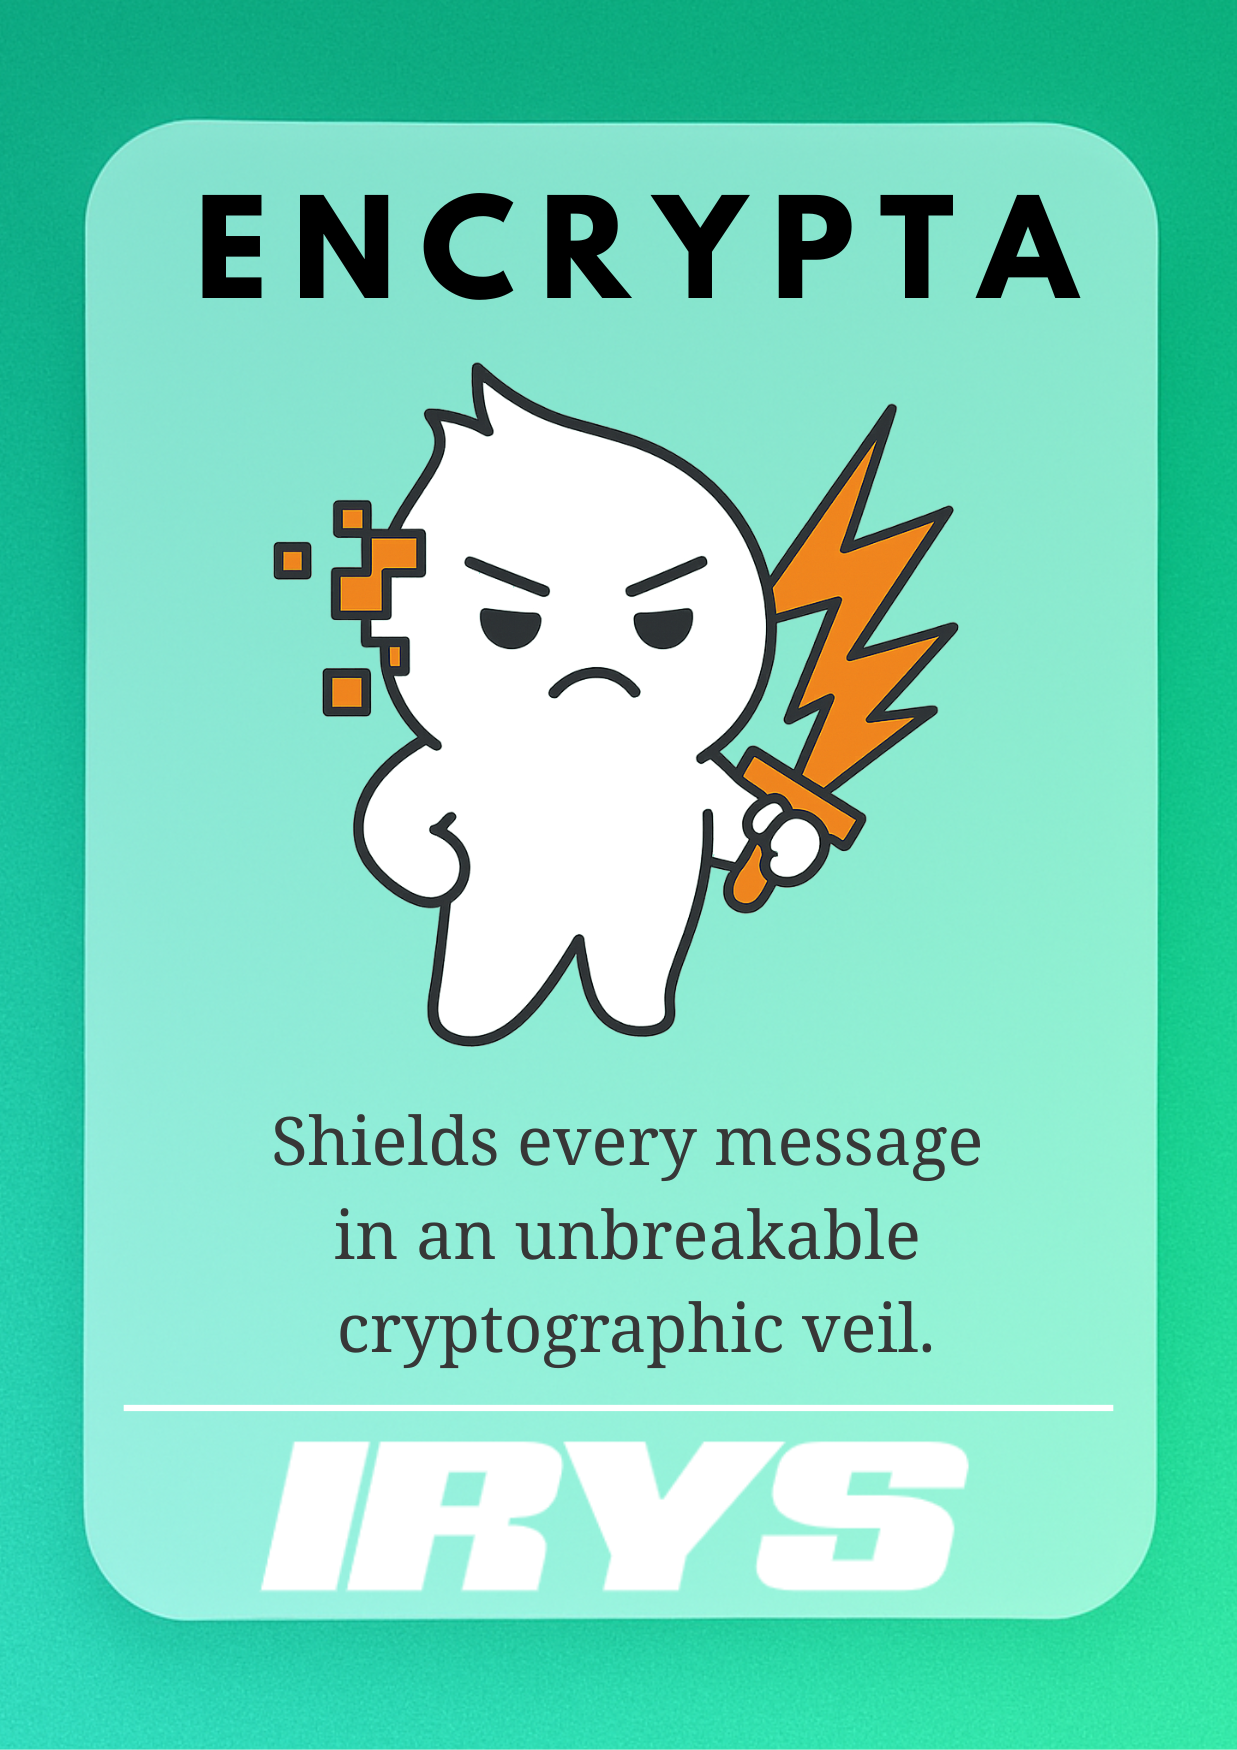 ENCRYPTA
Shields every message
in an unbreakable
cryptographic veil.
IRYS